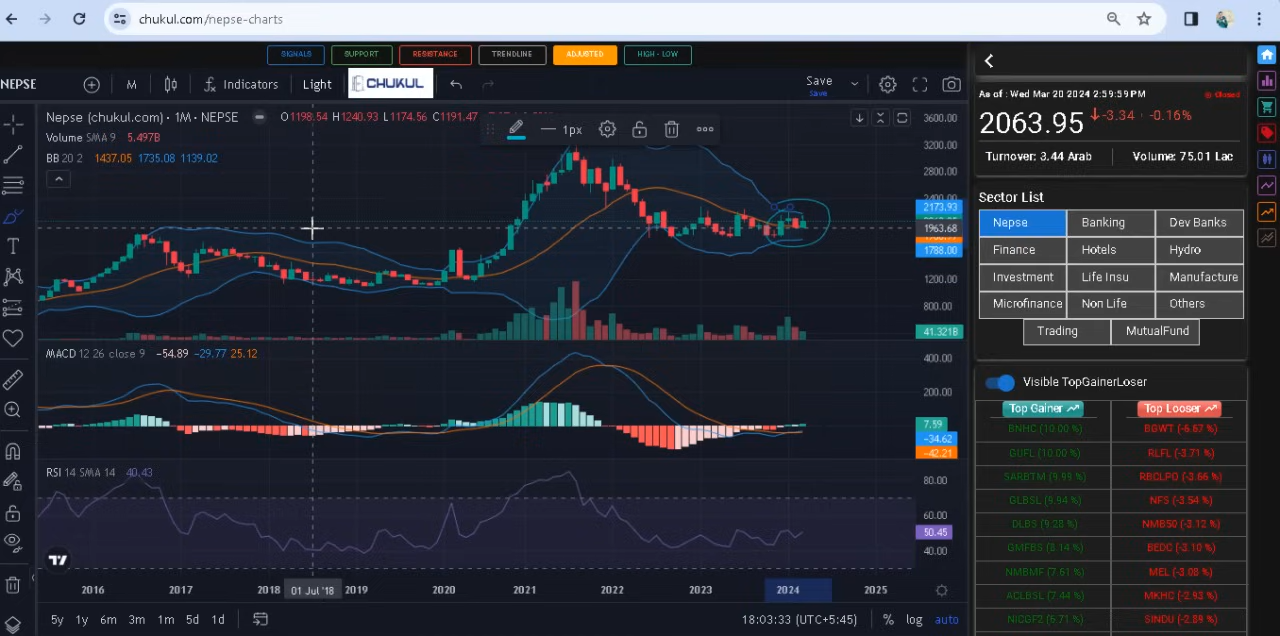 chukul.com/nepse-charts
SIGNALS SUPPORT RESISTANCE TRENDLINE ADJUSTED HIGH - LOW
NEPSE M Indicators Light CHUKUL Save
Save
Nepse (chukul.com) · 1M · NEPSE O1198.54 H1240.93 L1174.56 C1191.47
Volume SMA 9 5.497B
BB 20 2 1437.05 1735.08 1139.02
1px
3600.00
3200.00
2800.00
2400.00
2173.93
1963.68
1788.00
1200.00
800.00
41.321B
MACD 12 26 close 9 −54.89 −29.77 25.12
400.00
200.00
7.59
−34.62
−42.21
RSI 14 SMA 14 40.43
80.00
60.00
50.45
40.00
2016 2017 2018 01 Jul '18 2019 2020 2021 2022 2023 2024 2025
5y 1y 6m 3m 1m 5d 1d 18:03:33 (UTC+5:45) % log auto
As of : Wed Mar 20 2024 2:59:59 PM Closed
2063.95 -3.34 · -0.16%
Turnover: 3.44 Arab Volume: 75.01 Lac
Sector List
Nepse Banking Dev Banks
Finance Hotels Hydro
Investment Life Insu Manufacture
Microfinance Non Life Others
Trading MutualFund
Visible TopGainerLoser
Top Gainer Top Looser
BNHC (10.00 %) BGWT (-6.67 %)
GUFL (10.00 %) RLFL (-3.71 %)
SARBTM (9.99 %) RBCLPO (-3.66 %)
GLBSL (9.94 %) NFS (-3.54 %)
DLBS (9.28 %) NMB50 (-3.12 %)
GMFBS (8.14 %) BEDC (-3.10 %)
NMBMF (7.61 %) MEL (-3.08 %)
ACLBSL (7.44 %) MKHC (-2.93 %)
NICGF2 (6.71 %) SINDU (-2.89 %)